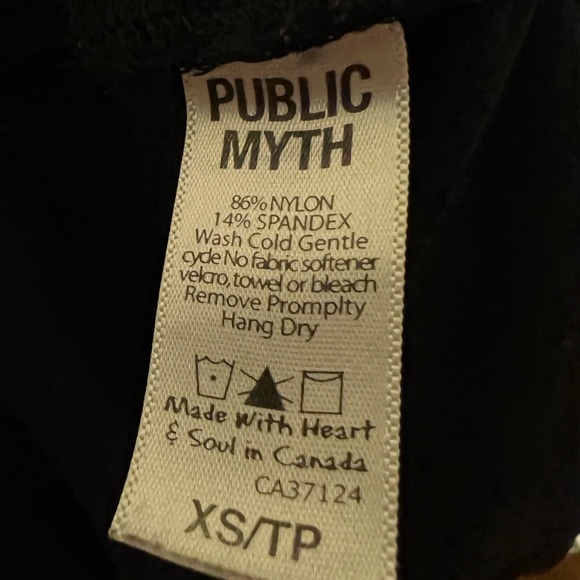 PUBLIC
MYTH
86% NYLON
14% SPANDEX
Wash Cold Gentle
cycle No fabric softener
velcro, towel or bleach
Remove Promplty
Hang Dry
Made With Heart
& Soul in Canada
CA37124
XS/TP